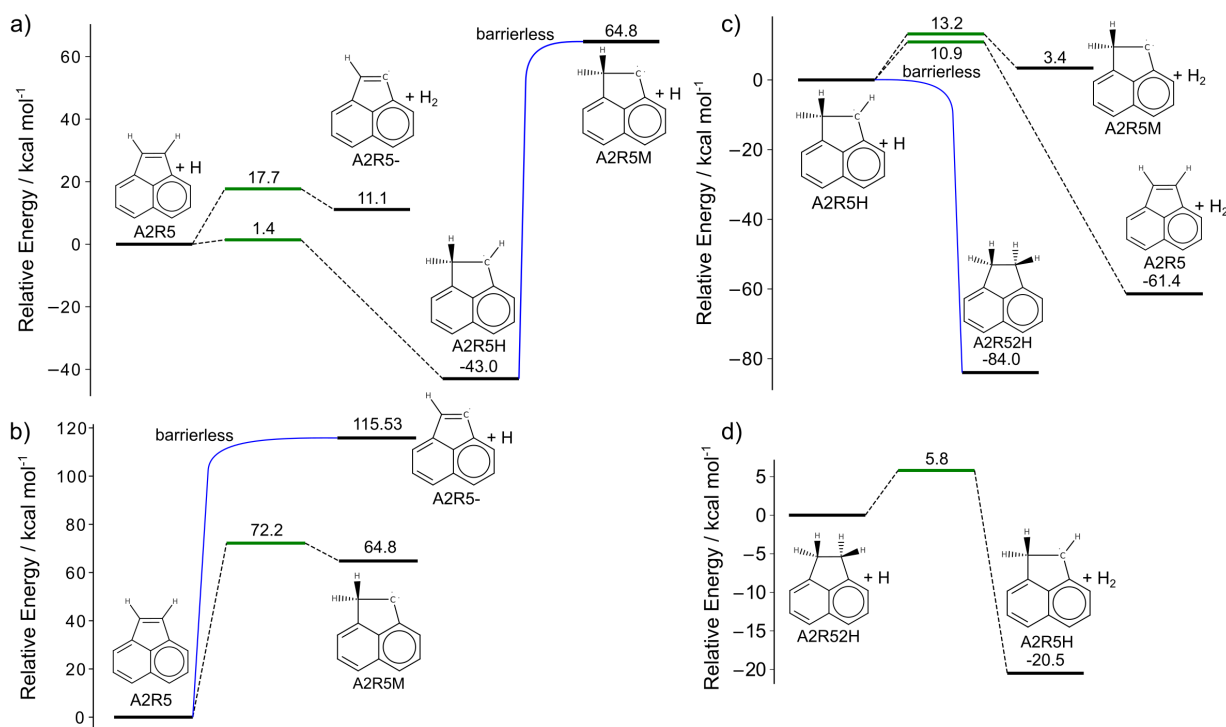 a)
Relative Energy / kcal mol-1
60
40
20
0
−20
−40
A2R5
+ H
17.7
1.4
H
C·
+ H2
A2R5-
11.1
H
H
C·
H
A2R5H
-43.0
barrierless
64.8
H
H
C·
+ H
A2R5M
b)
Relative Energy / kcal mol-1
120
100
80
60
40
20
0
H
H
A2R5
barrierless
115.53
H
C·
+ H
A2R5-
72.2
64.8
H
H
C·
A2R5M
c)
Relative Energy / kcal mol-1
0
−20
−40
−60
−80
13.2
10.9
barrierless
3.4
H
H
C·
H
+ H
A2R5H
H
H
C·
+ H2
A2R5M
H
H
+ H2
A2R5
-61.4
H
H
H
H
A2R52H
-84.0
d)
Relative Energy / kcal mol-1
5
0
−5
−10
−15
−20
5.8
H
H
H
H
+ H
A2R52H
H
H
C·
H
+ H2
A2R5H
-20.5